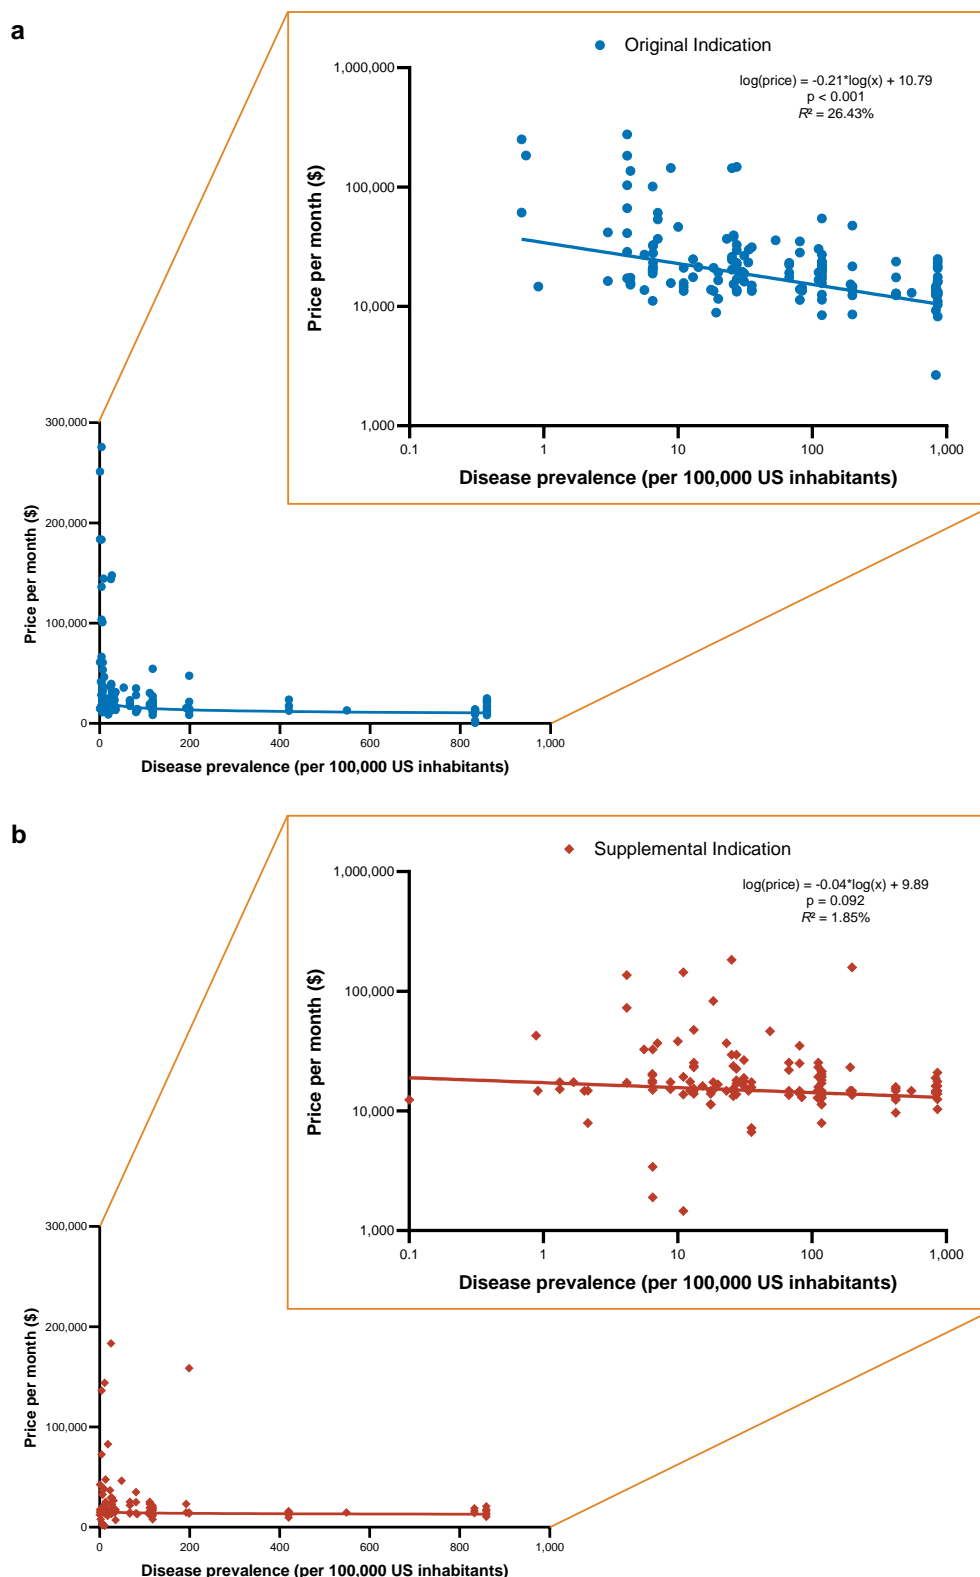 a
Original Indication
log(price) = -0.21*log(x) + 10.79
p < 0.001
R² = 26.43%
1,000,000
100,000
10,000
1,000
Price per month ($)
0.1 1 10 100 1,000
Disease prevalence (per 100,000 US inhabitants)
300,000
200,000
100,000
0
Price per month ($)
0 200 400 600 800 1,000
Disease prevalence (per 100,000 US inhabitants)
b
Supplemental Indication
log(price) = -0.04*log(x) + 9.89
p = 0.092
R² = 1.85%
1,000,000
100,000
10,000
1,000
Price per month ($)
0.1 1 10 100 1,000
Disease prevalence (per 100,000 US inhabitants)
300,000
200,000
100,000
0
Price per month ($)
0 200 400 600 800 1,000
Disease prevalence (per 100,000 US inhabitants)